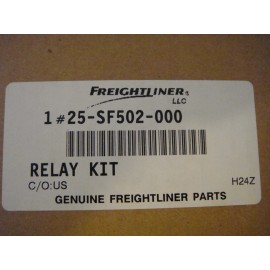 FREIGHTLINER
LLC
1 #25-SF502-000
RELAY KIT
C/O:US H24Z
GENUINE FREIGHTLINER PARTS